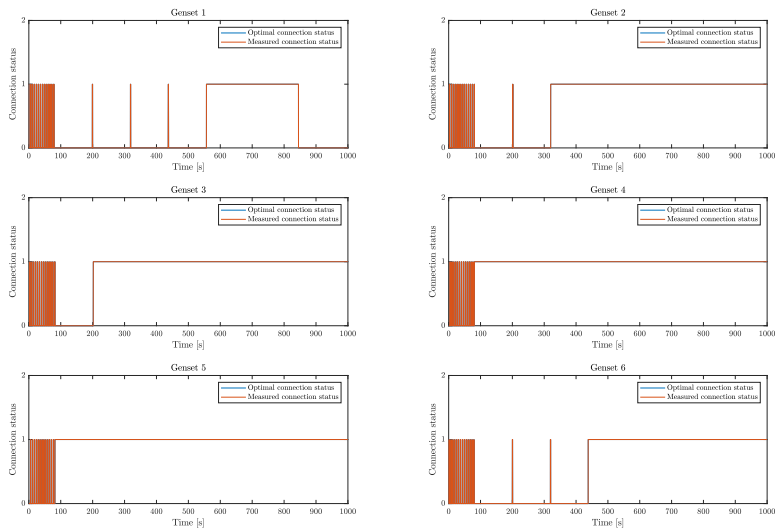 Genset 1
Optimal connection status
Measured connection status
Connection status
2
1
0
0 100 200 300 400 500 600 700 800 900 1000
Time [s]
Genset 2
Optimal connection status
Measured connection status
Connection status
2
1
0
0 100 200 300 400 500 600 700 800 900 1000
Time [s]
Genset 3
Optimal connection status
Measured connection status
Connection status
2
1
0
0 100 200 300 400 500 600 700 800 900 1000
Time [s]
Genset 4
Optimal connection status
Measured connection status
Connection status
2
1
0
0 100 200 300 400 500 600 700 800 900 1000
Time [s]
Genset 5
Optimal connection status
Measured connection status
Connection status
2
1
0
0 100 200 300 400 500 600 700 800 900 1000
Time [s]
Genset 6
Optimal connection status
Measured connection status
Connection status
2
1
0
0 100 200 300 400 500 600 700 800 900 1000
Time [s]